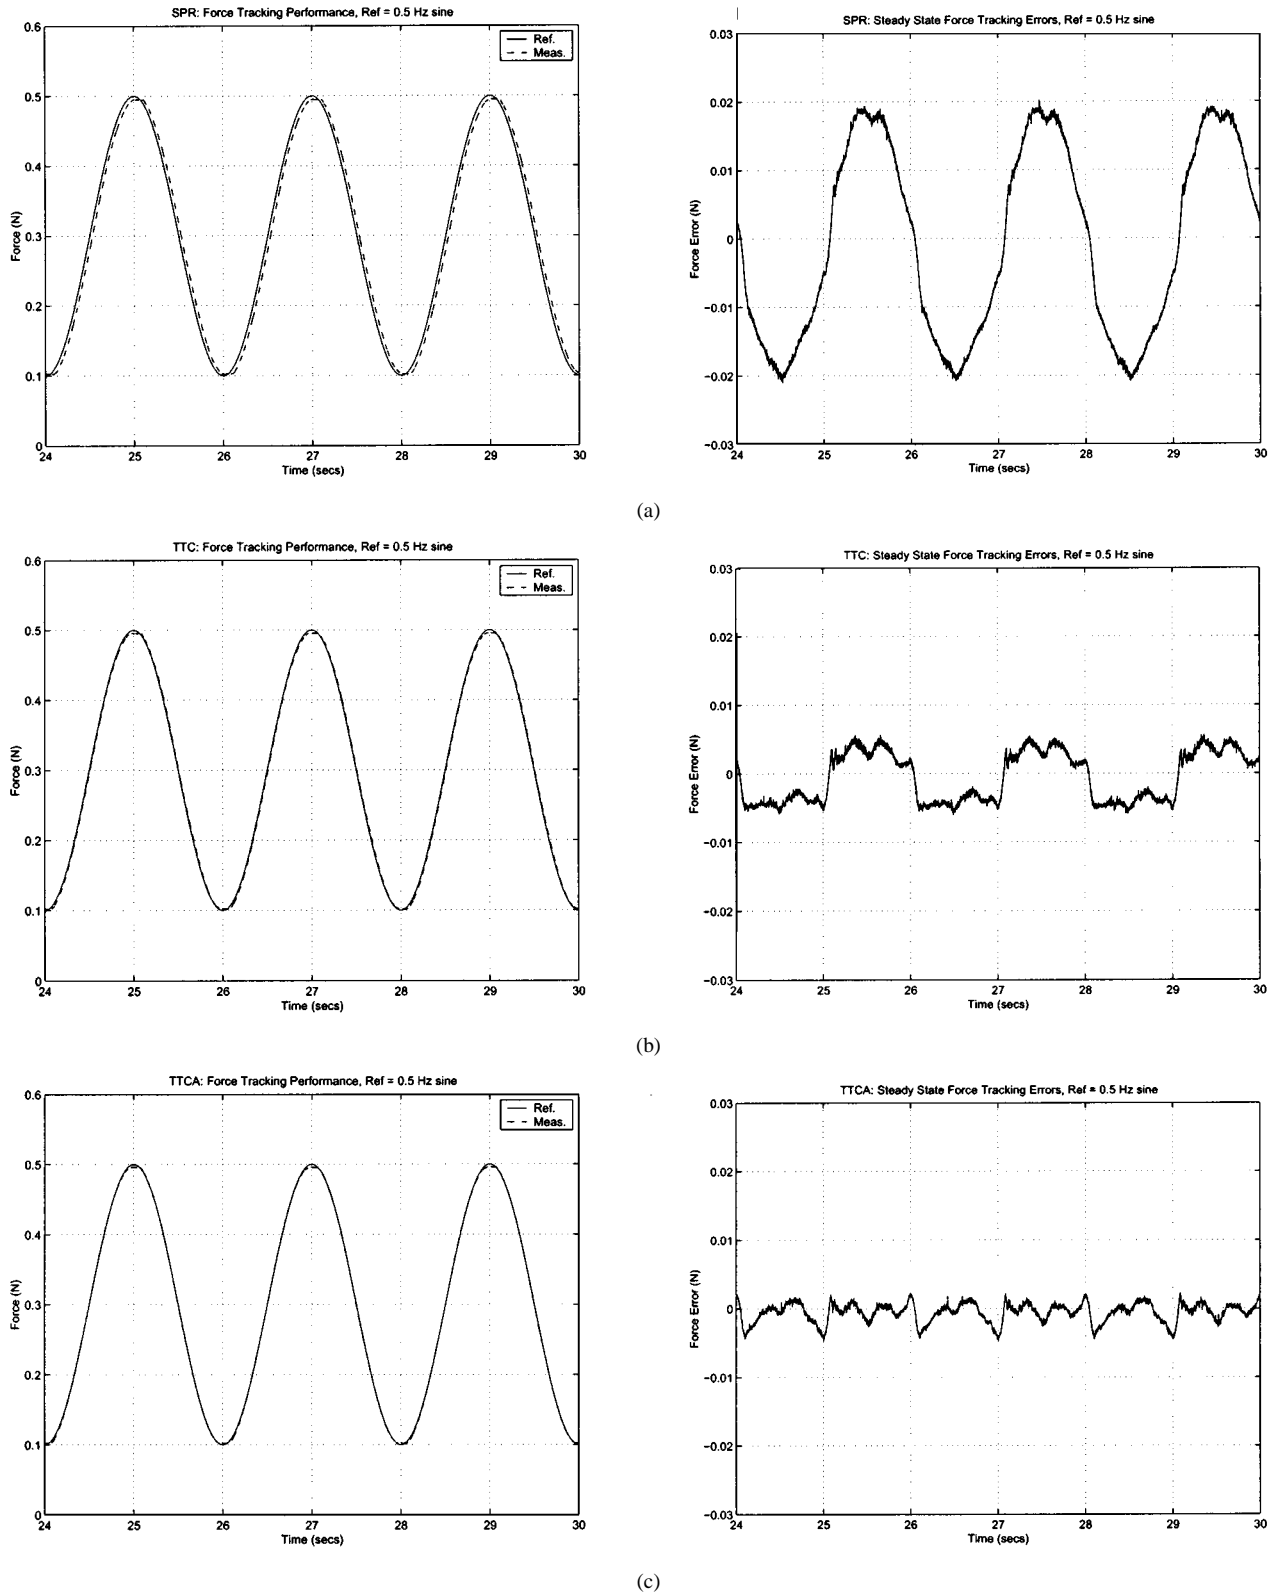 SPR: Force Tracking Performance, Ref = 0.5 Hz sine
0.6
0.5
0.4
0.3
0.2
0.1
0
Force (N)
Ref.
Meas.
24 25 26 27 28 29 30
Time (secs)
SPR: Steady State Force Tracking Errors, Ref = 0.5 Hz sine
0.03
0.02
0.01
0
−0.01
−0.02
−0.03
Force Error (N)
24 25 26 27 28 29 30
Time (secs)
(a)
TTC: Force Tracking Performance, Ref = 0.5 Hz sine
0.6
0.5
0.4
0.3
0.2
0.1
0
Force (N)
Ref.
Meas.
24 25 26 27 28 29 30
Time (secs)
TTC: Steady State Force Tracking Errors, Ref = 0.5 Hz sine
0.03
0.02
0.01
0
−0.01
−0.02
−0.03
Force Error (N)
24 25 26 27 28 29 30
Time (secs)
(b)
TTCA: Force Tracking Performance, Ref = 0.5 Hz sine
0.6
0.5
0.4
0.3
0.2
0.1
0
Force (N)
Ref.
Meas.
24 25 26 27 28 29 30
Time (secs)
TTCA: Steady State Force Tracking Errors, Ref = 0.5 Hz sine
0.03
0.02
0.01
0
−0.01
−0.02
−0.03
Force Error (N)
24 25 26 27 28 29 30
Time (secs)
(c)